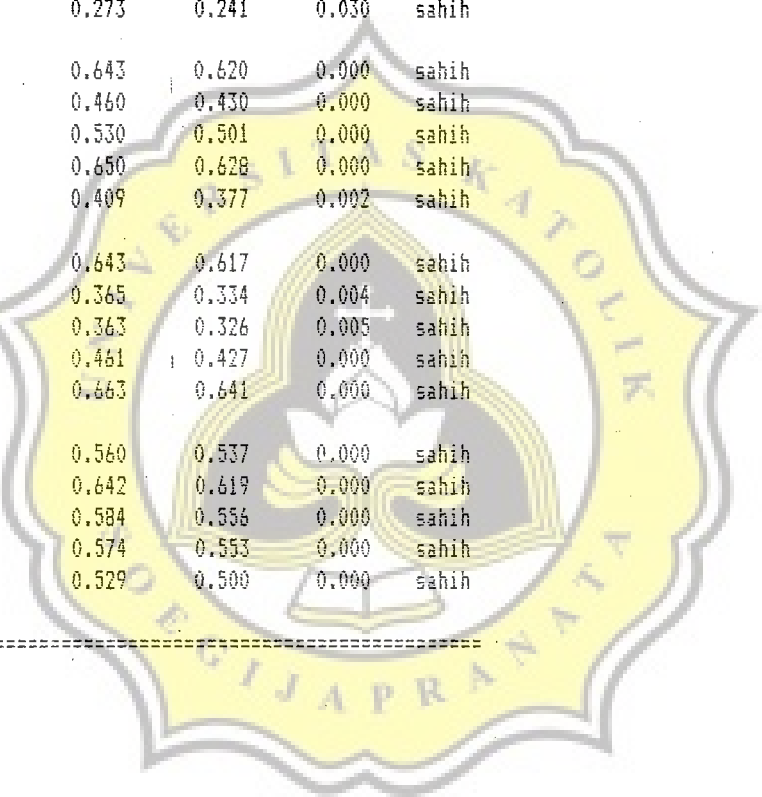 0.273 0.241 0.030 sahih
0.643 0.620 0.000 sahih
0.460 0.430 0.000 sahih
0.530 0.501 0.000 sahih
0.650 0.628 0.000 sahih
0.409 0.377 0.002 sahih
0.643 0.617 0.000 sahih
0.365 0.334 0.004 sahih
0.363 0.326 0.005 sahih
0.461 0.427 0.000 sahih
0.663 0.641 0.000 sahih
0.560 0.537 0.000 sahih
0.642 0.619 0.000 sahih
0.584 0.556 0.000 sahih
0.574 0.553 0.000 sahih
0.529 0.500 0.000 sahih
UNIVERSITAS KATOLIK
SOEGIJAPRANATA